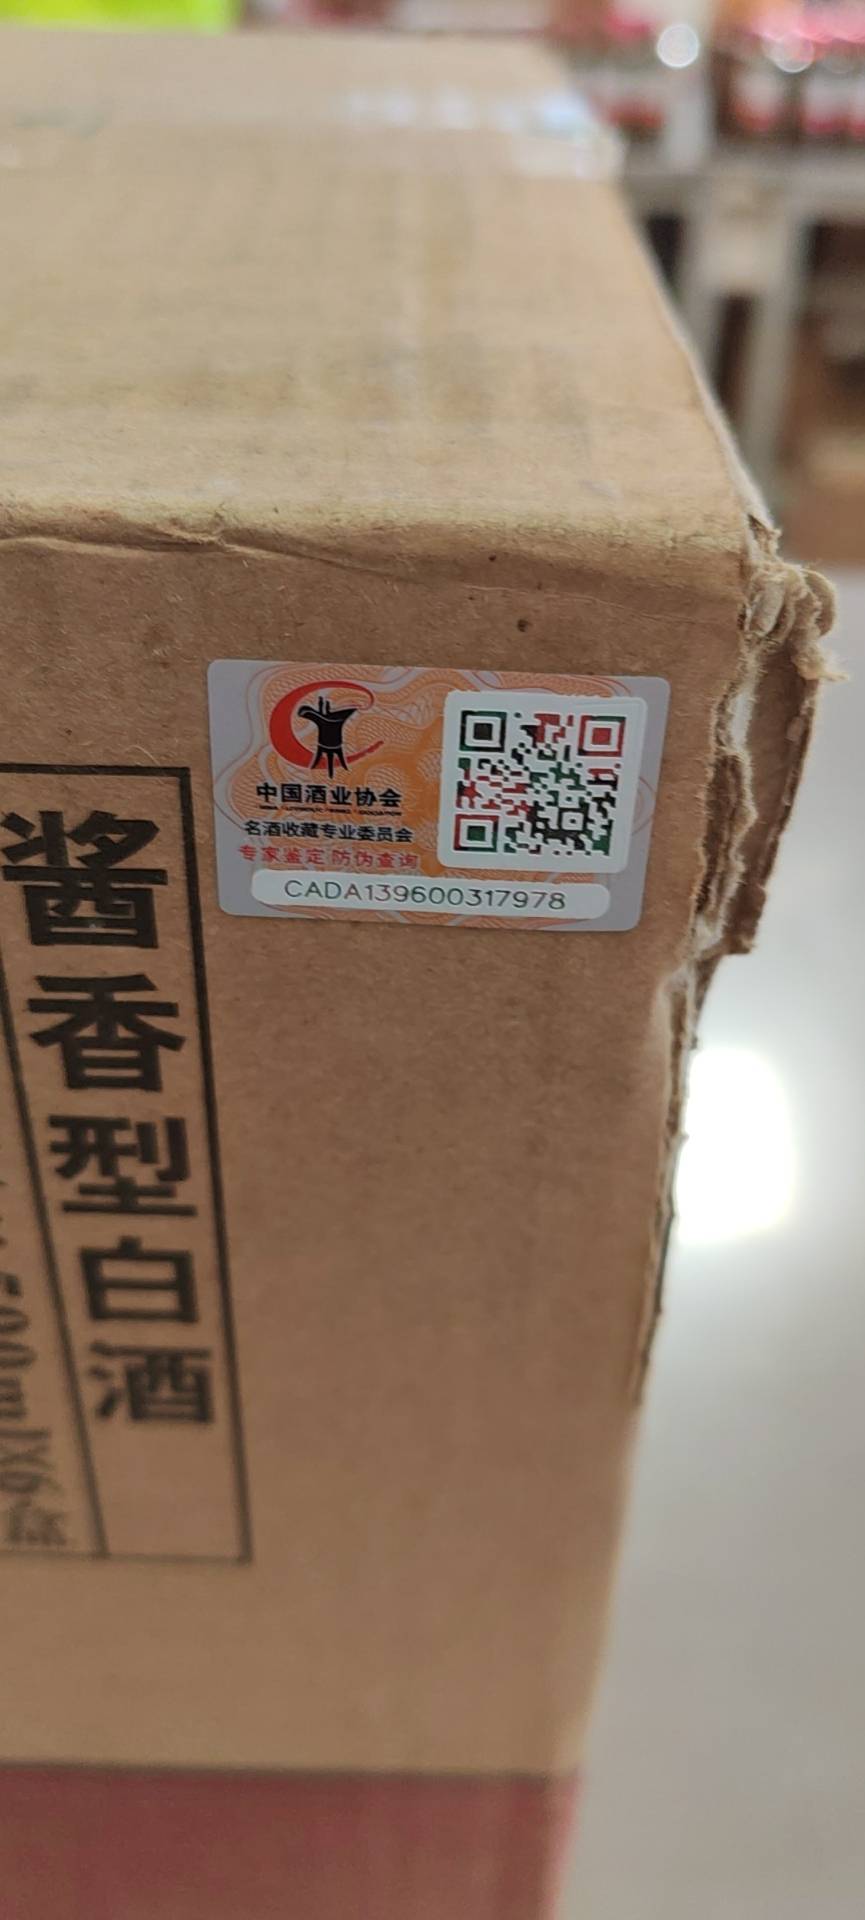 中国酒业协会
名酒收藏专业委员会
专家鉴定 防伪查询
CADA139600317978
酱香型白酒